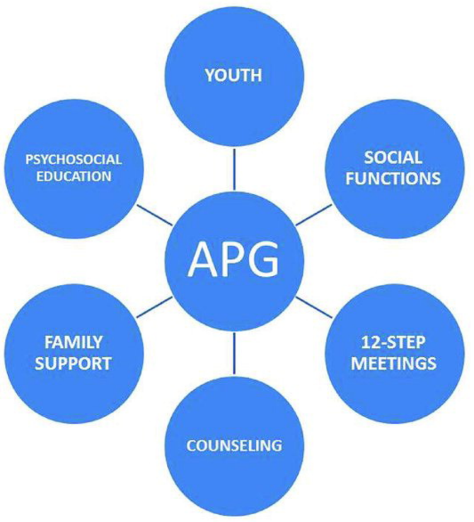 YOUTH
SOCIAL
FUNCTIONS
12-STEP
MEETINGS
COUNSELING
FAMILY
SUPPORT
PSYCHOSOCIAL
EDUCATION
APG